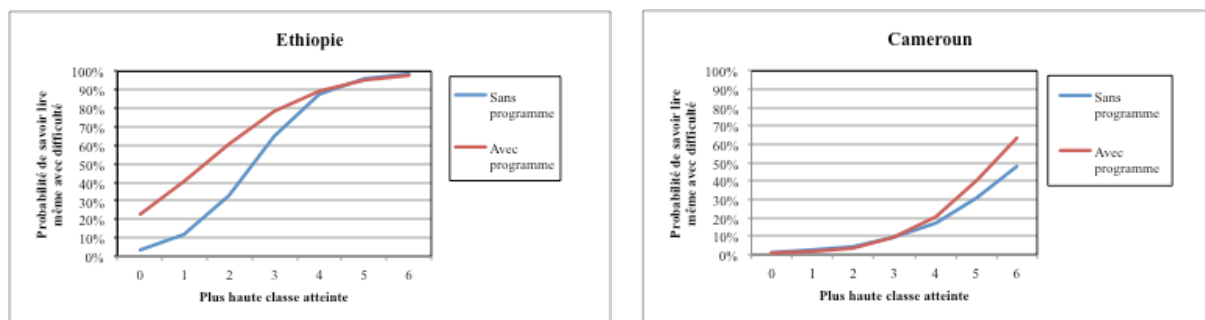 Ethiopie
Probabilité de savoir lire
même avec difficulté
100%
90%
80%
70%
60%
50%
40%
30%
20%
10%
0%
0 1 2 3 4 5 6
Plus haute classe atteinte
Sans
programme
Avec
programme
Cameroun
Probabilité de savoir lire
même avec difficulté
100%
90%
80%
70%
60%
50%
40%
30%
20%
10%
0%
0 1 2 3 4 5 6
Plus haute classe atteinte
Sans
programme
Avec
programme